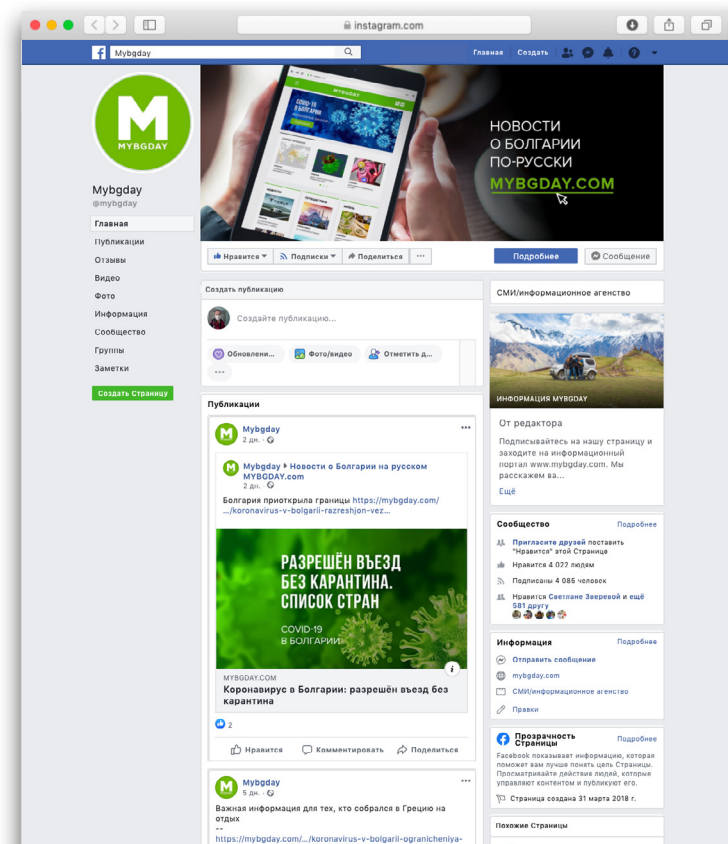 instagram.com
f
Mybgday
Главная Создать
M
MYBGDAY
НОВОСТИ
О БОЛГАРИИ
ПО-РУССКИ
MYBGDAY.COM
MYBGDAY
COVID-19
В БОЛГАРИИ
Mybgday
@mybgday
Главная
Публикации
Отзывы
Видео
Фото
Информация
Сообщество
Группы
Заметки
Создать Страницу
Нравится Подписки Поделиться ...
Подробнее Сообщение
Создать публикацию
Создайте публикацию...
Обновлени... Фото/видео Отметить д...
...
Публикации
Mybgday ...
2 дн. ·
Mybgday Новости о Болгарии на русском
MYBGDAY.com
2 дн. ·
Болгария приоткрыла границы https://mybgday.com/
…/koronavirus-v-bolgarii-razreshjon-vez...
РАЗРЕШЁН ВЪЕЗД
БЕЗ КАРАНТИНА.
СПИСОК СТРАН
COVID-19
В БОЛГАРИИ
i
MYBGDAY.COM
Коронавирус в Болгарии: разрешён въезд без
карантина
2
Нравится Комментировать Поделиться
M
Mybgday ...
5 дн. ·
Важная информация для тех, кто собрался в Грецию на
отдых
--
https://mybgday.com/…/koronavirus-v-bolgarii-ogranicheniya-
СМИ/информационное агенство
ИНФОРМАЦИЯ MYBGDAY
От редактора
Подписывайтесь на нашу страницу и
заходите на информационный
портал www.mybgday.com. Мы
расскажем ва...
Ещё
Сообщество Подробнее
Пригласите друзей поставить
"Нравится" этой Странице
Нравится 4 022 людям
Подписаны 4 086 человек
Нравится Светлане Зверевой и ещё
581 другу
Информация Подробнее
Отправить сообщение
mybgday.com
СМИ/информационное агенство
Правки
Прозрачность
Страницы
Подробнее
Facebook показывает информацию, которая
поможет вам лучше понять цель Страницы.
Просматривайте действия людей, которые
управляют контентом и публикуют его.
Страница создана 31 марта 2018 г.
Похожие Страницы